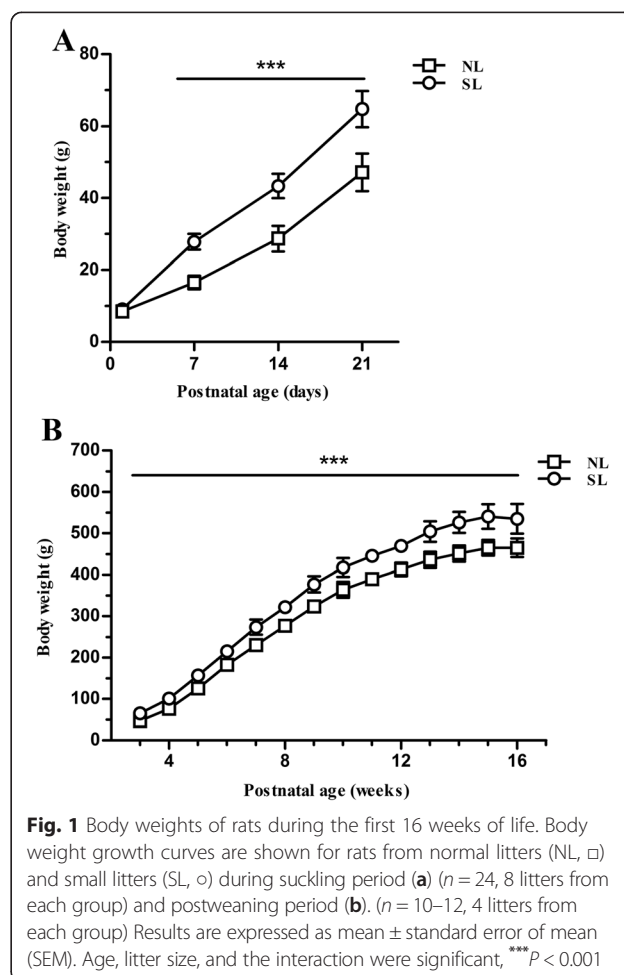 A
80
60
40
20
0
Body weight (g)
***
NL
SL
0 7 14 21
Postnatal age (days)
B
700
600
500
400
300
200
100
0
Body weight (g)
***
NL
SL
4 8 12 16
Postnatal age (weeks)
Fig. 1 Body weights of rats during the first 16 weeks of life. Body
weight growth curves are shown for rats from normal litters (NL, □)
and small litters (SL, ○) during suckling period (a) (n = 24, 8 litters from
each group) and postweaning period (b). (n = 10–12, 4 litters from
each group) Results are expressed as mean ± standard error of mean
(SEM). Age, litter size, and the interaction were significant, ***P < 0.001